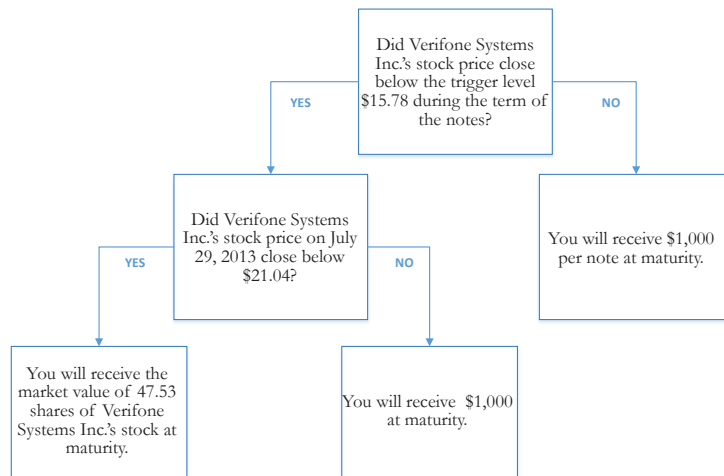 Did Verifone Systems
Inc.'s stock price close
below the trigger level
$15.78 during the term of
the notes?
YES
NO
Did Verifone Systems
Inc.'s stock price on July
29, 2013 close below
$21.04?
You will receive $1,000
per note at maturity.
YES
NO
You will receive the
market value of 47.53
shares of Verifone
Systems Inc.'s stock at
maturity.
You will receive $1,000
at maturity.